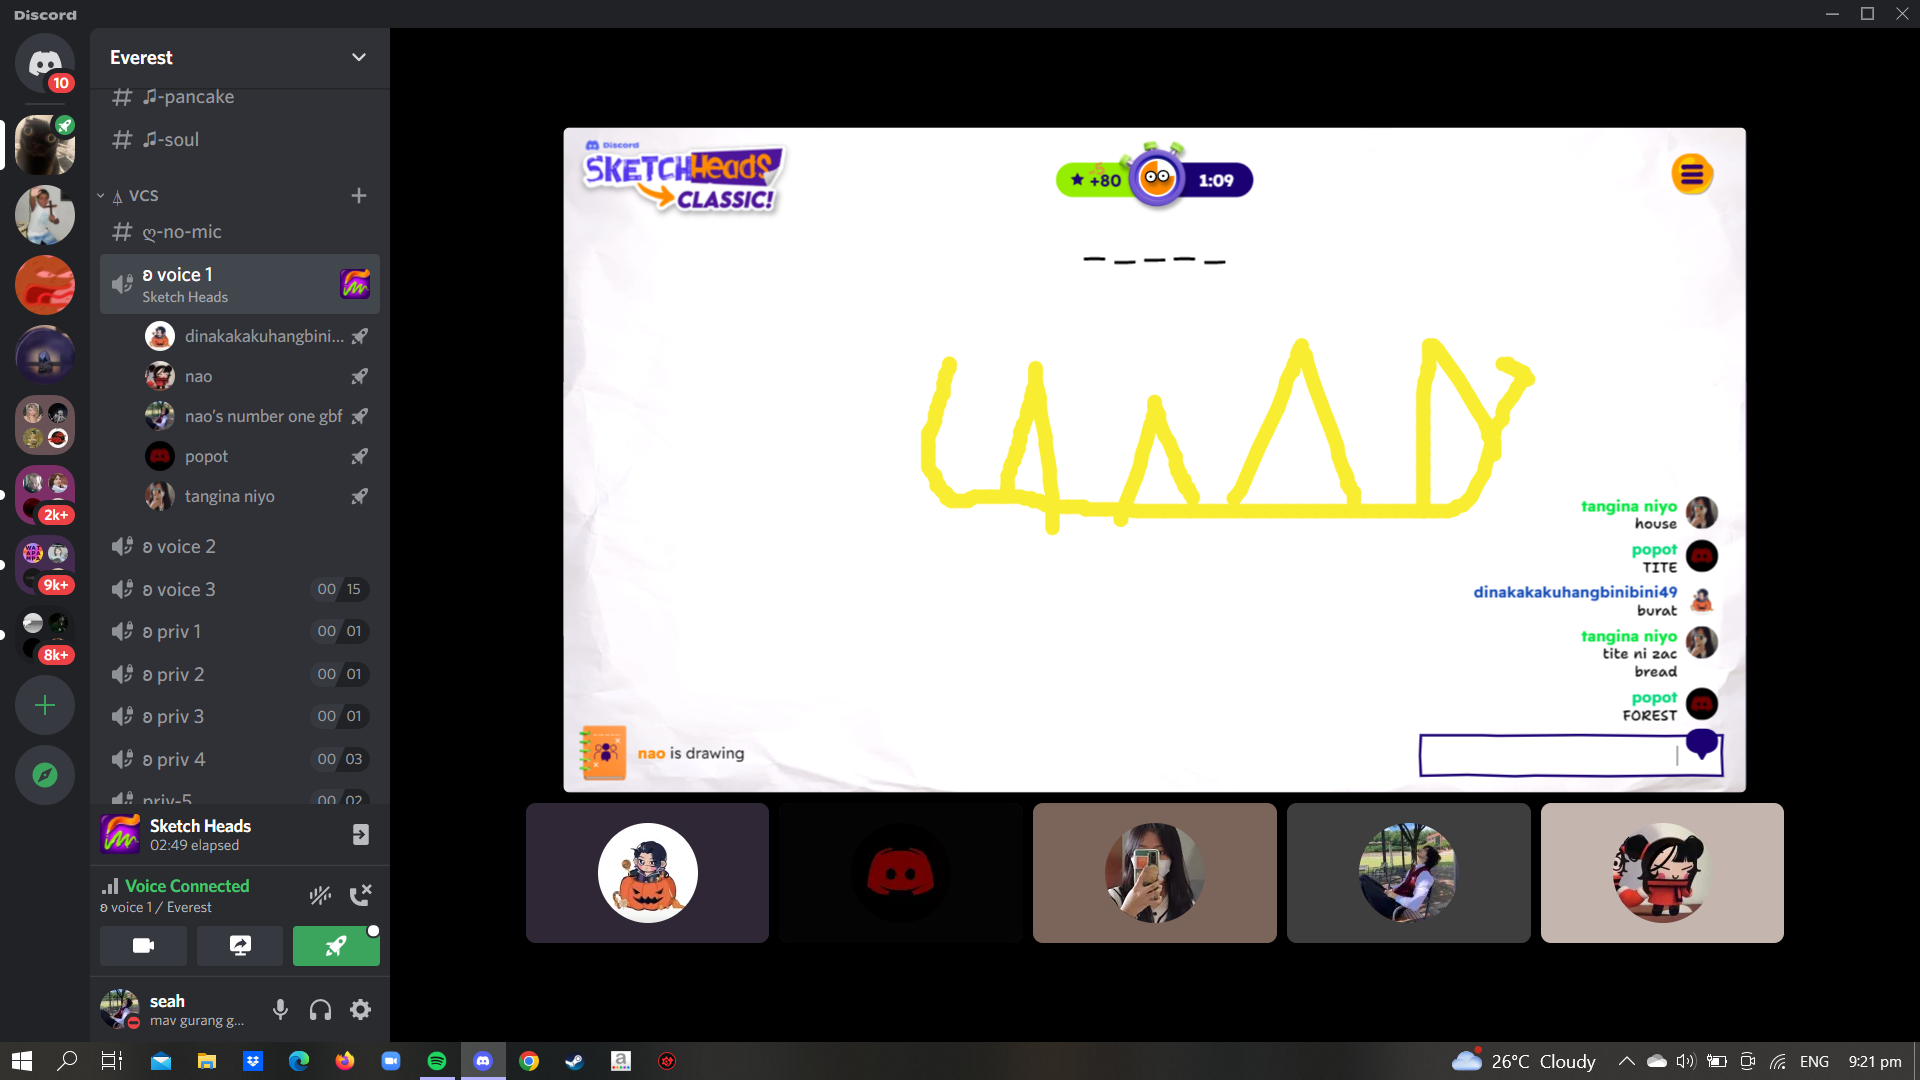 Discord
10
2k+
9k+
8k+
Everest
♫-pancake
♫-soul
VCS
ღ-no-mic
ʚ voice 1
Sketch Heads
dinakakakuhangbini...
nao
nao's number one gbf
popot
tangina niyo
ʚ voice 2
ʚ voice 3
00 15
ʚ priv 1
00 01
ʚ priv 2
00 01
ʚ priv 3
00 01
ʚ priv 4
00 03
priv-5
00 02
Sketch Heads
02:49 elapsed
Voice Connected
ʚ voice 1 / Everest
seah
mav gurang g...
Discord
SKETCH HeadS
CLASSIC!
-5
+80
1:09
tangina niyo
house
popot
TITE
dinakakakuhangbinibini49
burat
tangina niyo
tite ni zac
bread
popot
FOREST
nao is drawing
26°C Cloudy
ENG
9:21 pm